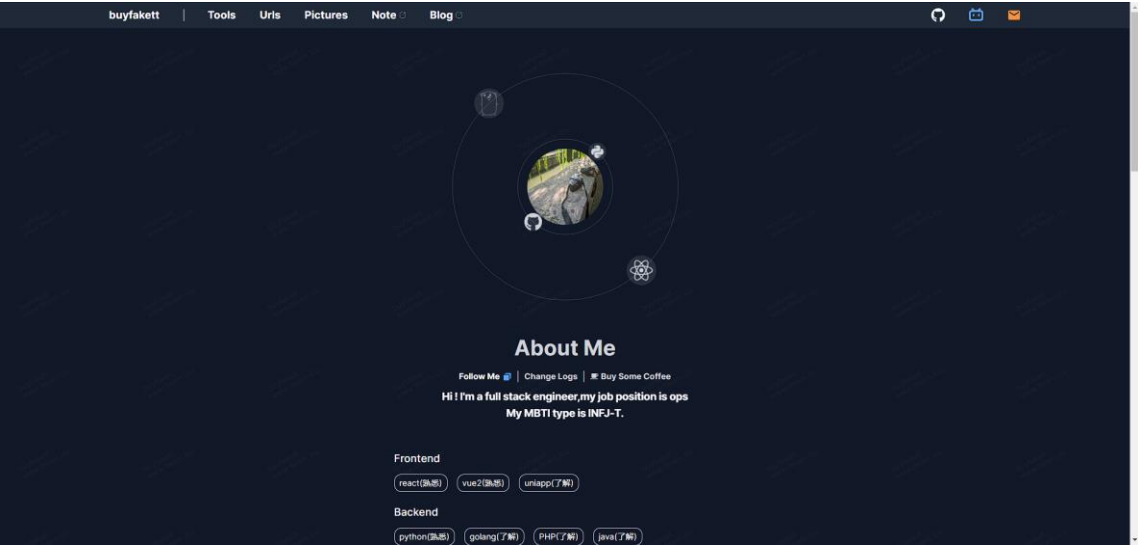 buyfakett | Tools Urls Pictures Note Blog
About Me
Follow Me | Change Logs | Buy Some Coffee
Hi ! I'm a full stack engineer,my job position is ops
My MBTI type is INFJ-T.
Frontend
react(熟悉) vue2(熟悉) uniapp(了解)
Backend
python(熟悉) golang(了解) PHP(了解) java(了解)